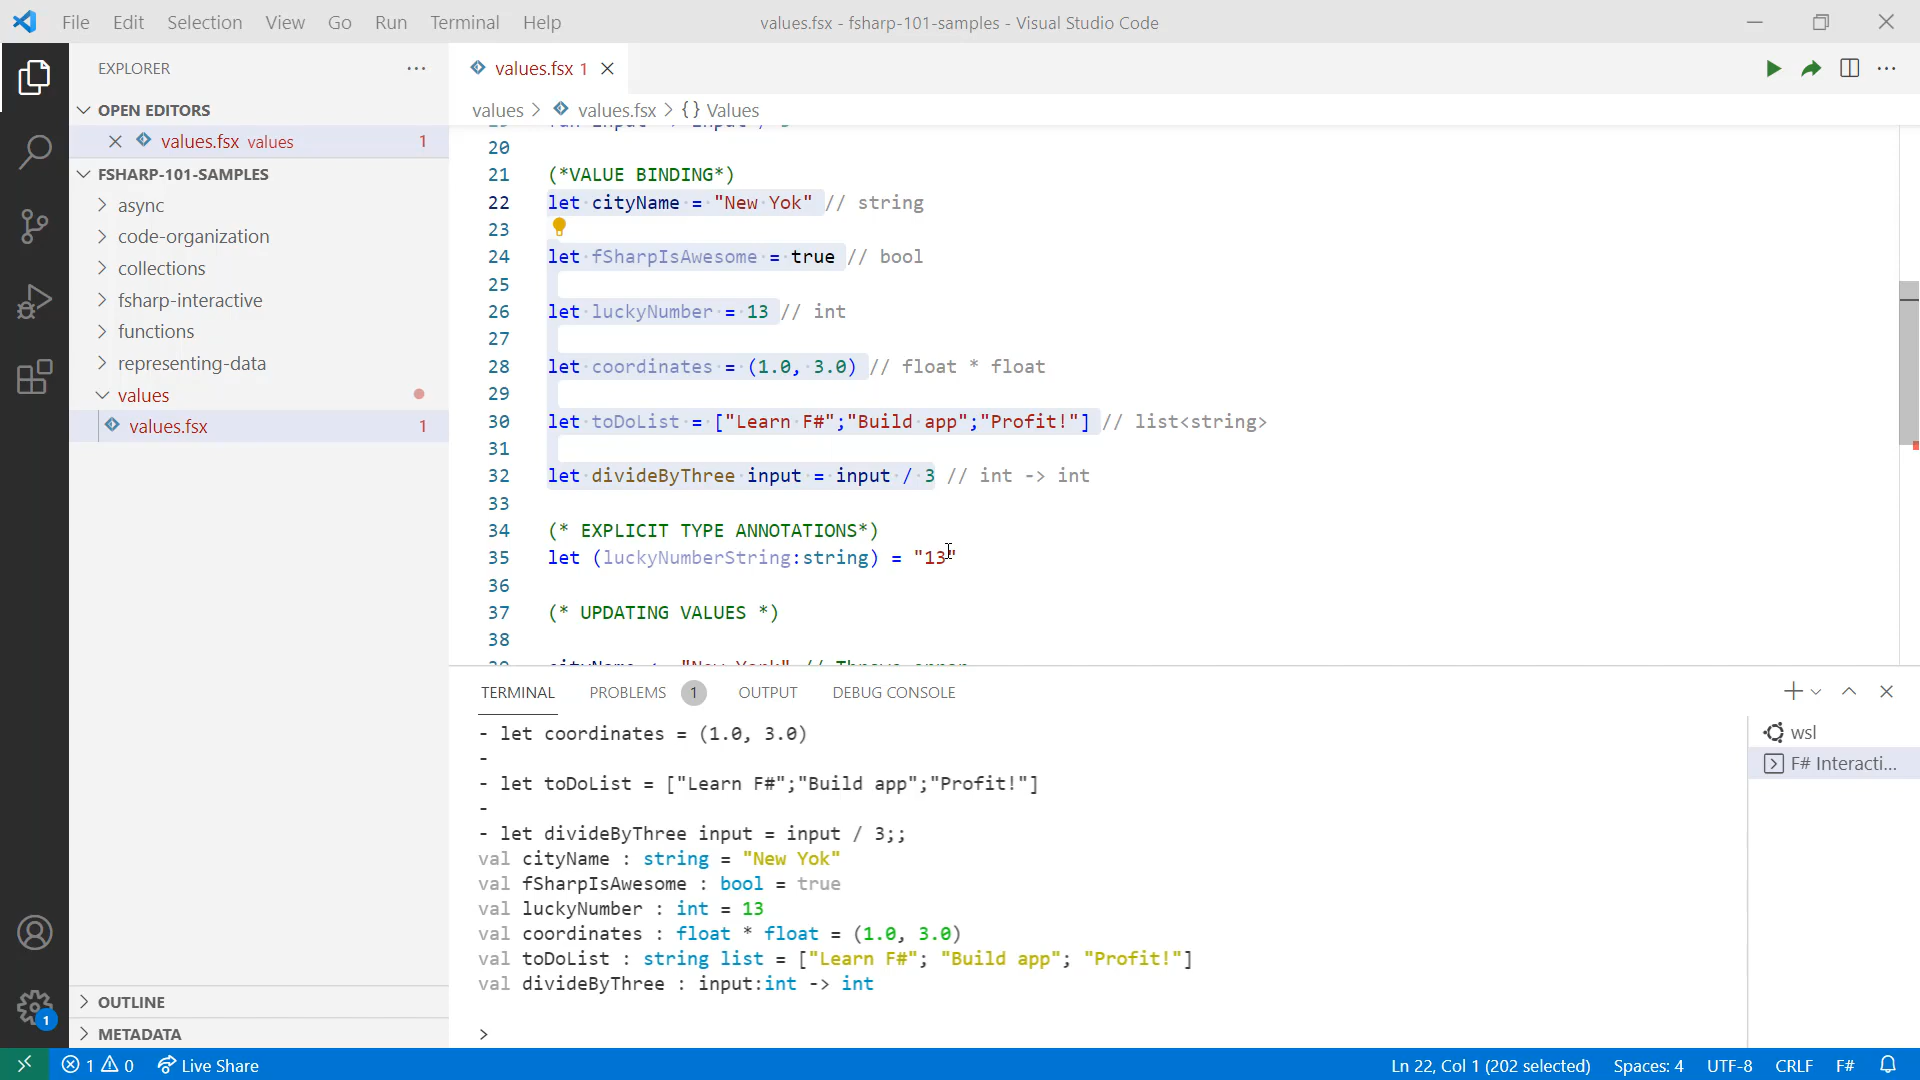 File Edit Selection View Go Run Terminal Help
values.fsx - fsharp-101-samples - Visual Studio Code
EXPLORER
OPEN EDITORS
values.fsx values 1
FSHARP-101-SAMPLES
async
code-organization
collections
fsharp-interactive
functions
representing-data
values
values.fsx 1
OUTLINE
METADATA
values.fsx 1
values > values.fsx > {} Values
20
21 (*VALUE BINDING*)
22 let cityName = "New Yok" // string
23
24 let fSharpIsAwesome = true // bool
25
26 let luckyNumber = 13 // int
27
28 let coordinates = (1.0, 3.0) // float * float
29
30 let toDoList = ["Learn F#";"Build app";"Profit!"] // list<string>
31
32 let divideByThree input = input / 3 // int -> int
33
34 (* EXPLICIT TYPE ANNOTATIONS*)
35 let (luckyNumberString:string) = "13"
36
37 (* UPDATING VALUES *)
38
TERMINAL PROBLEMS 1 OUTPUT DEBUG CONSOLE
- let coordinates = (1.0, 3.0)
-
- let toDoList = ["Learn F#";"Build app";"Profit!"]
-
- let divideByThree input = input / 3;;
val cityName : string = "New Yok"
val fSharpIsAwesome : bool = true
val luckyNumber : int = 13
val coordinates : float * float = (1.0, 3.0)
val toDoList : string list = ["Learn F#"; "Build app"; "Profit!"]
val divideByThree : input:int -> int
>
wsl
F# Interacti...
1
1 0 Live Share
Ln 22, Col 1 (202 selected) Spaces: 4 UTF-8 CRLF F#